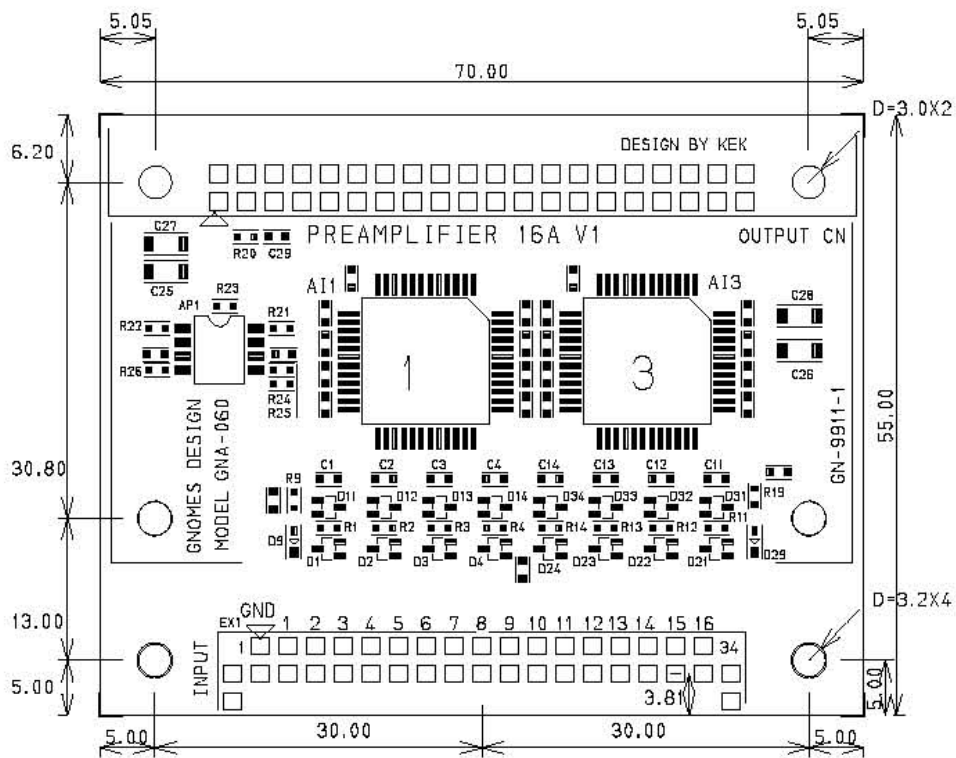 5.05
5.05
70.00
D=3.0X2
6.20
DESIGN BY KEK
C27
R20 C29
PREAMPLIFIER 16A V1
OUTPUT CN
C25
AI1
AI3
R23
AP1
R22
R21
C28
1
3
R26
R24
R25
C26
55.00
GNOMES DESIGN
MODEL GNA-060
GN-9911-1
30.80
C1 C2 C3 C4 C14 C13 C12 C11
R9
D11 D12 D13 D14 D34 D33 D32 D31
R19
R1 R2 R3 R4 R14 R13 R12 R11
D9
D29
D1 D2 D3 D4 D24 D23 D22 D21
D=3.2X4
13.00
EX1 GND
1 2 3 4 5 6 7 8 9 10 11 12 13 14 15 16
1
34
INPUT
5.00
3.81
5.00
5.00
30.00
30.00
5.00